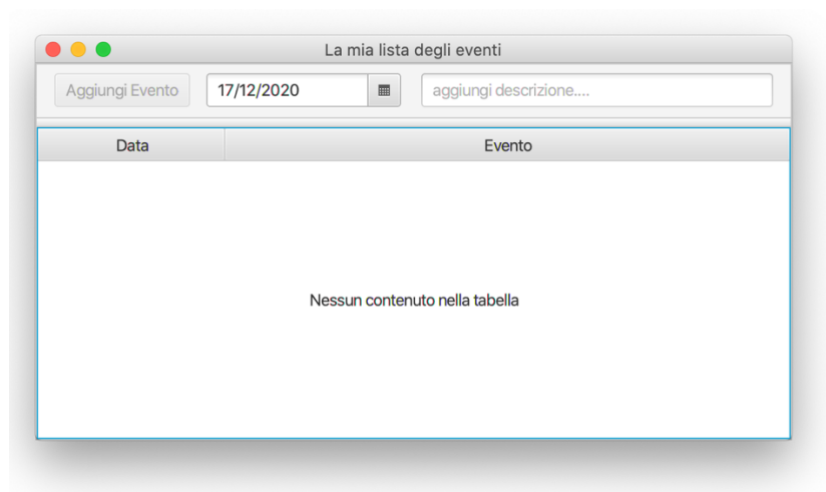 La mia lista degli eventi
Aggiungi Evento 17/12/2020 aggiungi descrizione....
Data Evento
Nessun contenuto nella tabella